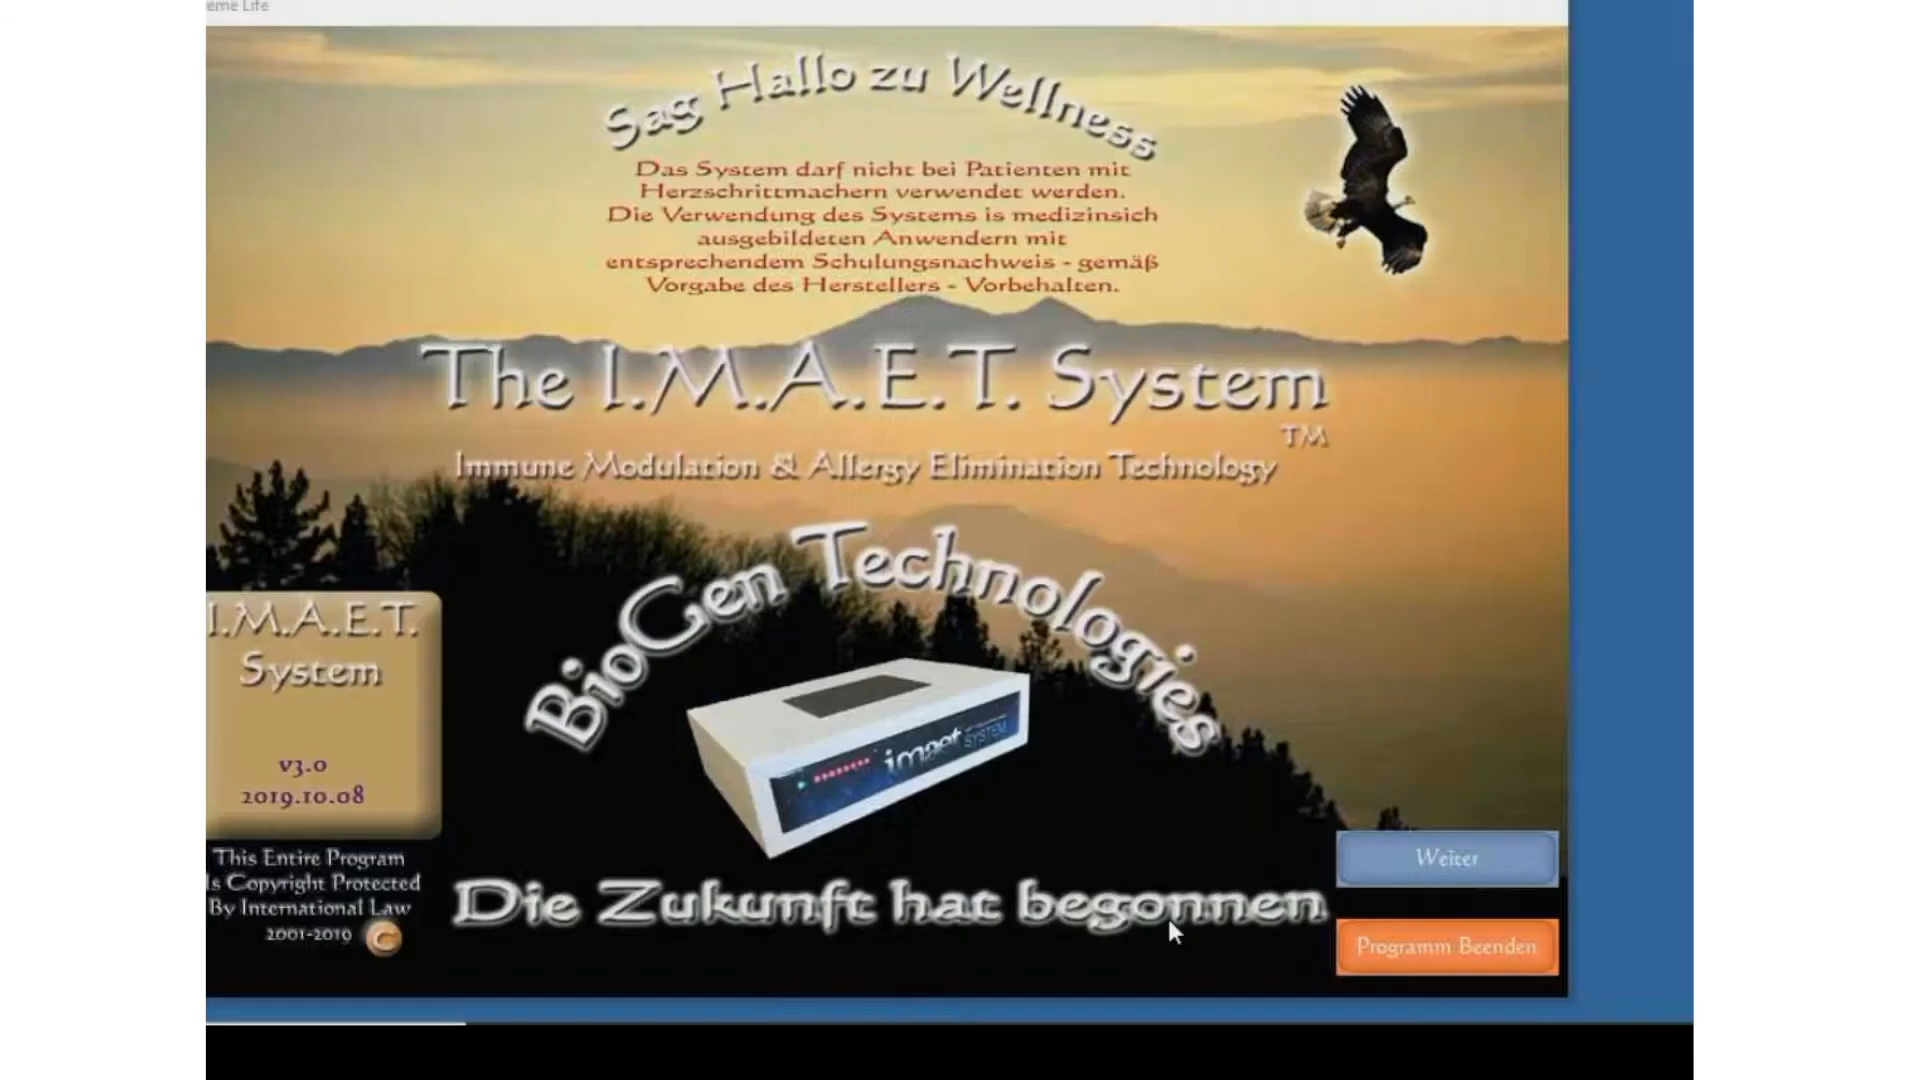 Life
Sag Hallo zu Wellness
Das System darf nicht bei Patienten mit
Herzschrittmachern verwendet werden.
Die Verwendung des Systems is medizinsich
ausgebildeten Anwendern mit
entsprechendem Schulungsnachweis - gemäß
Vorgabe des Herstellers - Vorbehalten.
The I.M.A.E.T. System
TM
Immune Modulation & Allergy Elimination Technology
BioGen Technologies
I.M.A.E.T.
System
v3.0
2019.10.08
imaet SYSTEM
This Entire Program
Is Copyright Protected
By International Law
2001-2019 C
Die Zukunft hat begonnen
Weiter
Programm Beenden